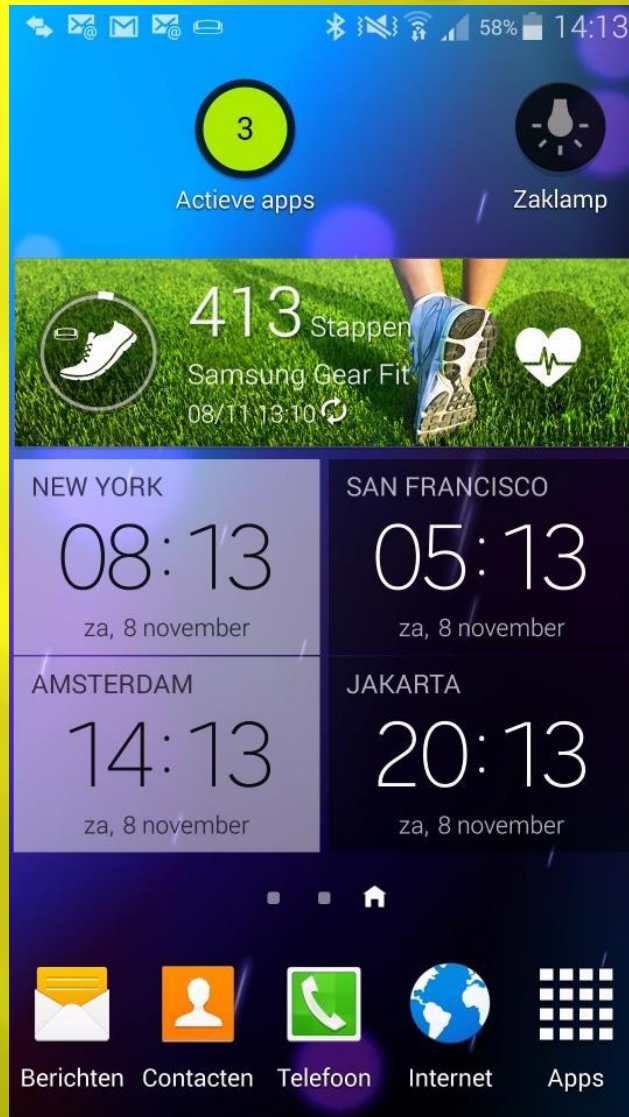 58% 14:13
3
Actieve apps
Zaklamp
413 Stappen
Samsung Gear Fit
08/11 13:10
NEW YORK
08:13
za, 8 november
SAN FRANCISCO
05:13
za, 8 november
AMSTERDAM
14:13
za, 8 november
JAKARTA
20:13
za, 8 november
Berichten Contacten Telefoon Internet Apps